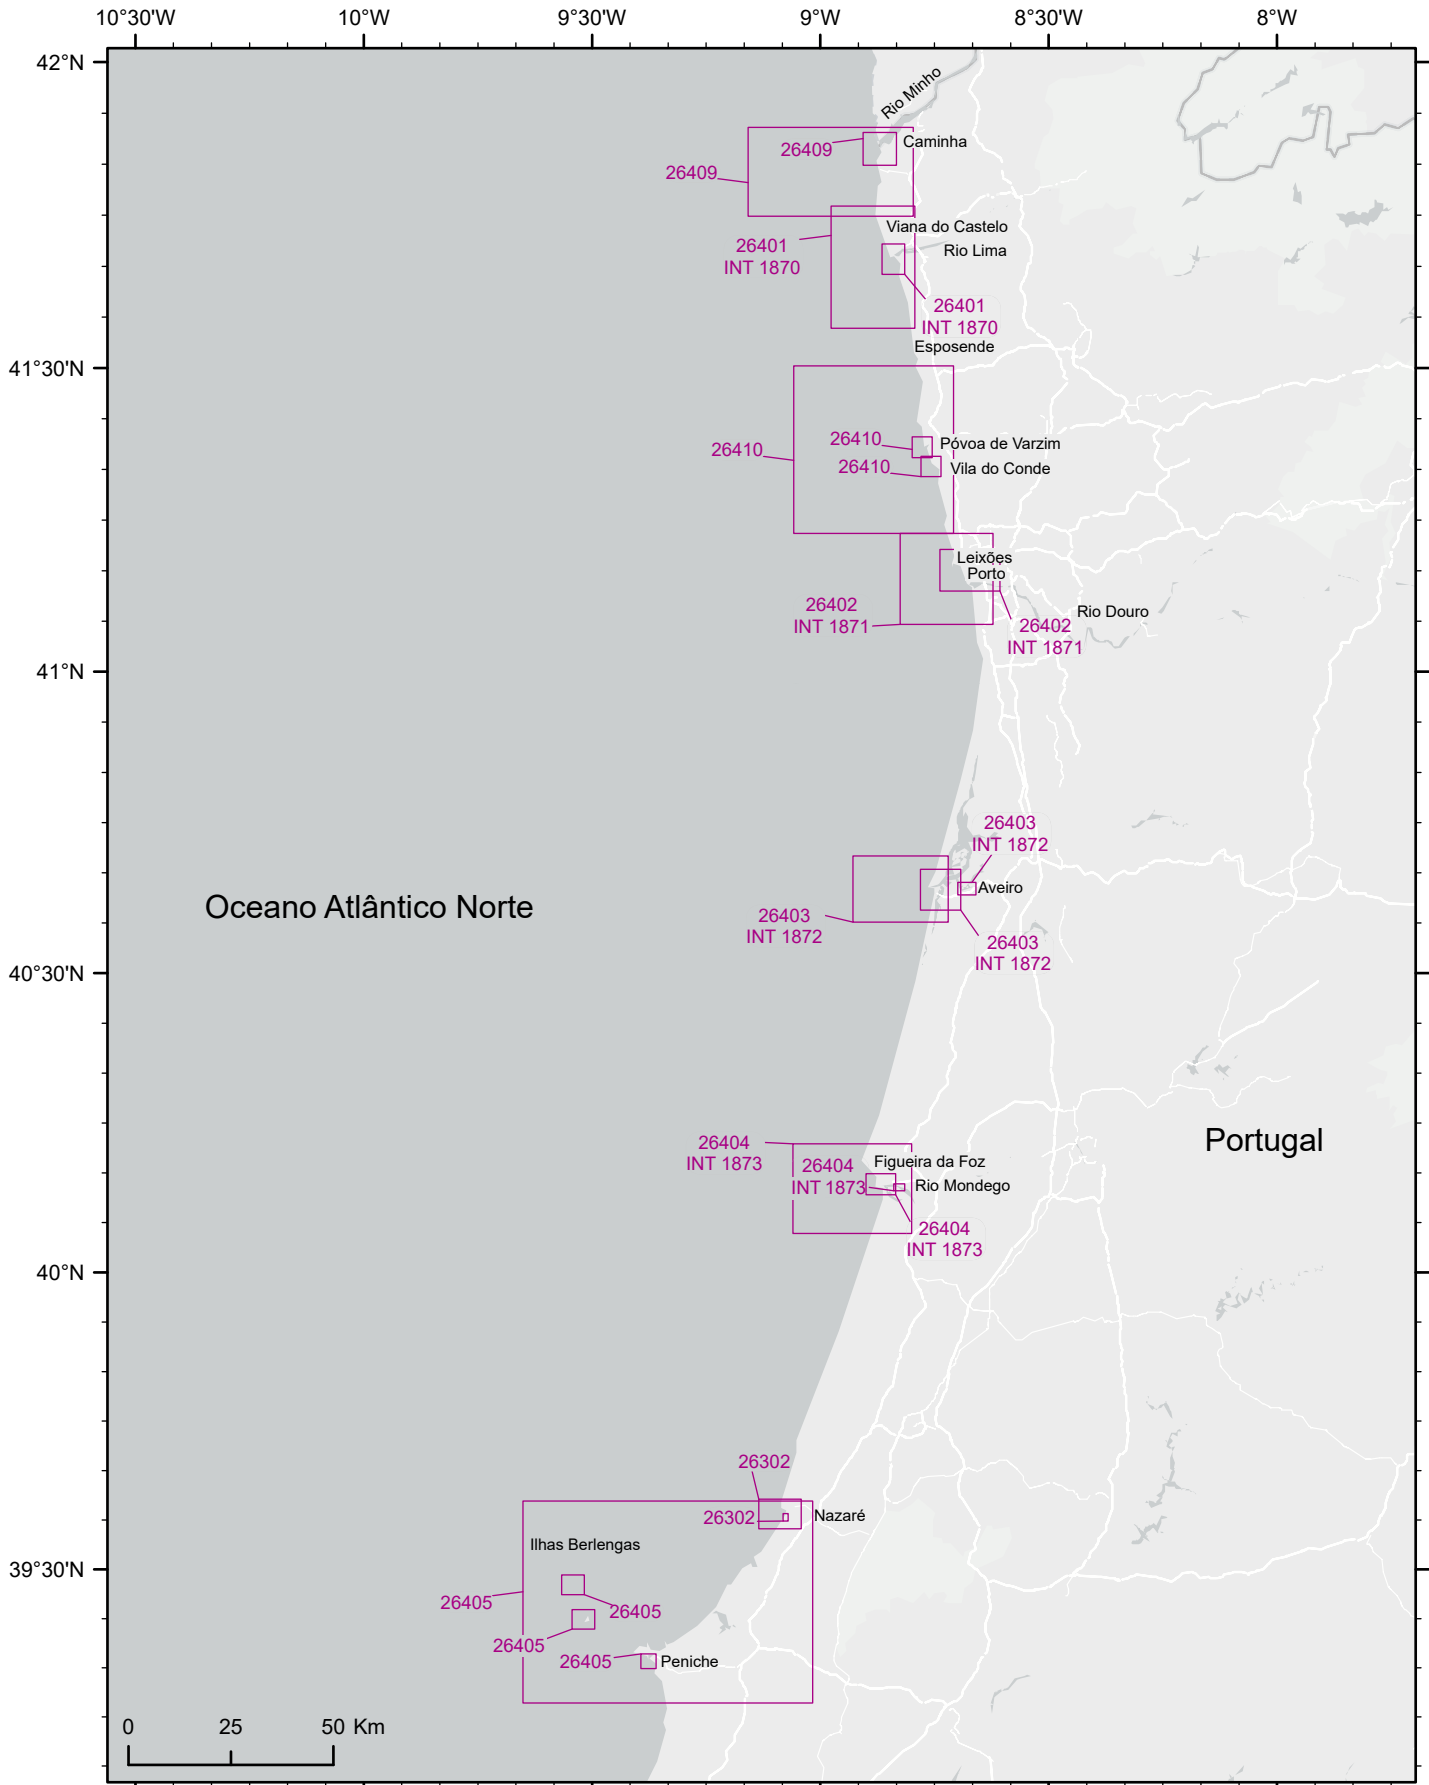 10°30'W
10°W
9°30'W
9°W
8°30'W
8°W
42°N
Rio Minho
Caminha
26409
26409
Viana do Castelo
26401
INT 1870
Rio Lima
26401
INT 1870
Esposende
41°30'N
26410
Póvoa de Varzim
26410
26410
Vila do Conde
Leixões
Porto
26402
INT 1871
Rio Douro
26402
INT 1871
41°N
26403
INT 1872
Aveiro
Oceano Atlântico Norte
26403
INT 1872
26403
INT 1872
40°30'N
Portugal
26404
INT 1873
Figueira da Foz
26404
INT 1873
Rio Mondego
26404
INT 1873
40°N
26302
26302
Nazaré
Ilhas Berlengas
39°30'N
26405
26405
26405
26405
Peniche
0 25 50 Km